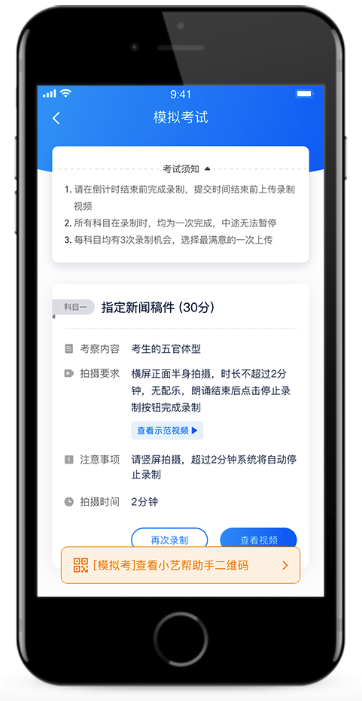 9:41
模拟考试
考试须知
1. 请在倒计时结束前完成录制，提交时间结束前上传录制
视频
2. 所有科目在录制时，均为一次完成，中途无法暂停
3. 每科目均有3次录制机会，选择最满意的一次上传
科目一 指定新闻稿件 (30分)
考察内容 考生的五官体型
拍摄要求 横屏正面半身拍摄，时长不超过2分
钟，无配乐，朗诵结束后点击停止录
制按钮完成录制
查看示范视频
注意事项 请竖屏拍摄，超过2分钟系统将自动停
止录制
拍摄时间 2分钟
再次录制 查看视频
[模拟考]查看小艺帮助手二维码